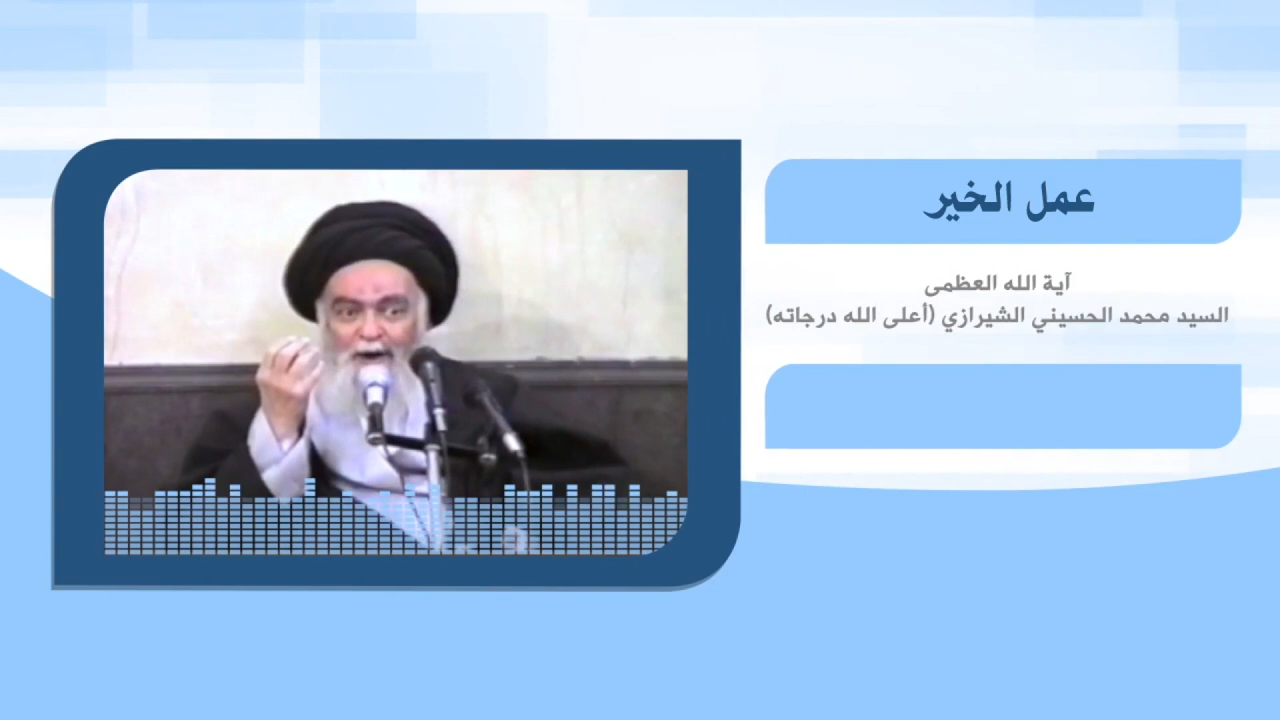 عمل الخير
آية الله العظمى
السيد محمد الحسيني الشيرازي (أعلى الله درجاته)